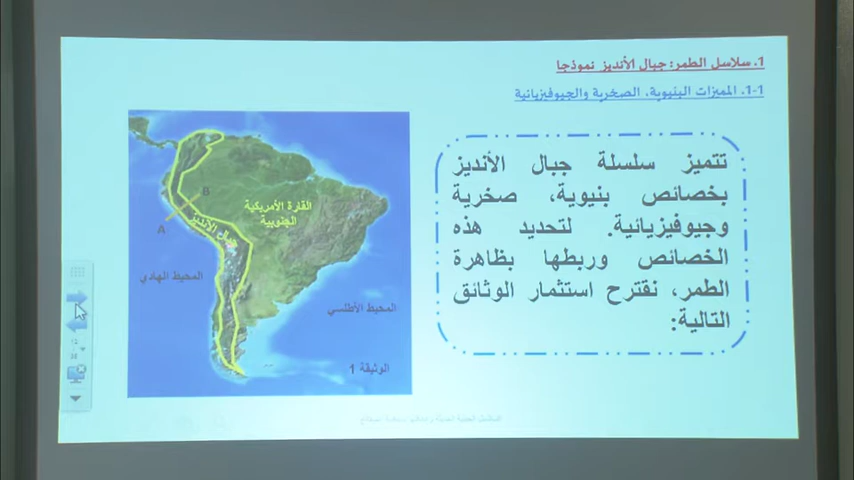 1. سلاسل الطمر: جبال الأنديز نموذجا
1-1. المميزات البنيوية، الصخرية والجيوفيزيائية
تتميز سلسلة جبال الأنديز
بخصائص بنيوية، صخرية
وجيوفيزيائية. لتحديد هذه
الخصائص وربطها بظاهرة
الطمر، نقترح استثمار الوثائق
التالية:
القارة الأمريكية
الجنوبية
B
A
جبال الأنديز
المحيط الهادي
المحيط الأطلسي
الوثيقة 1